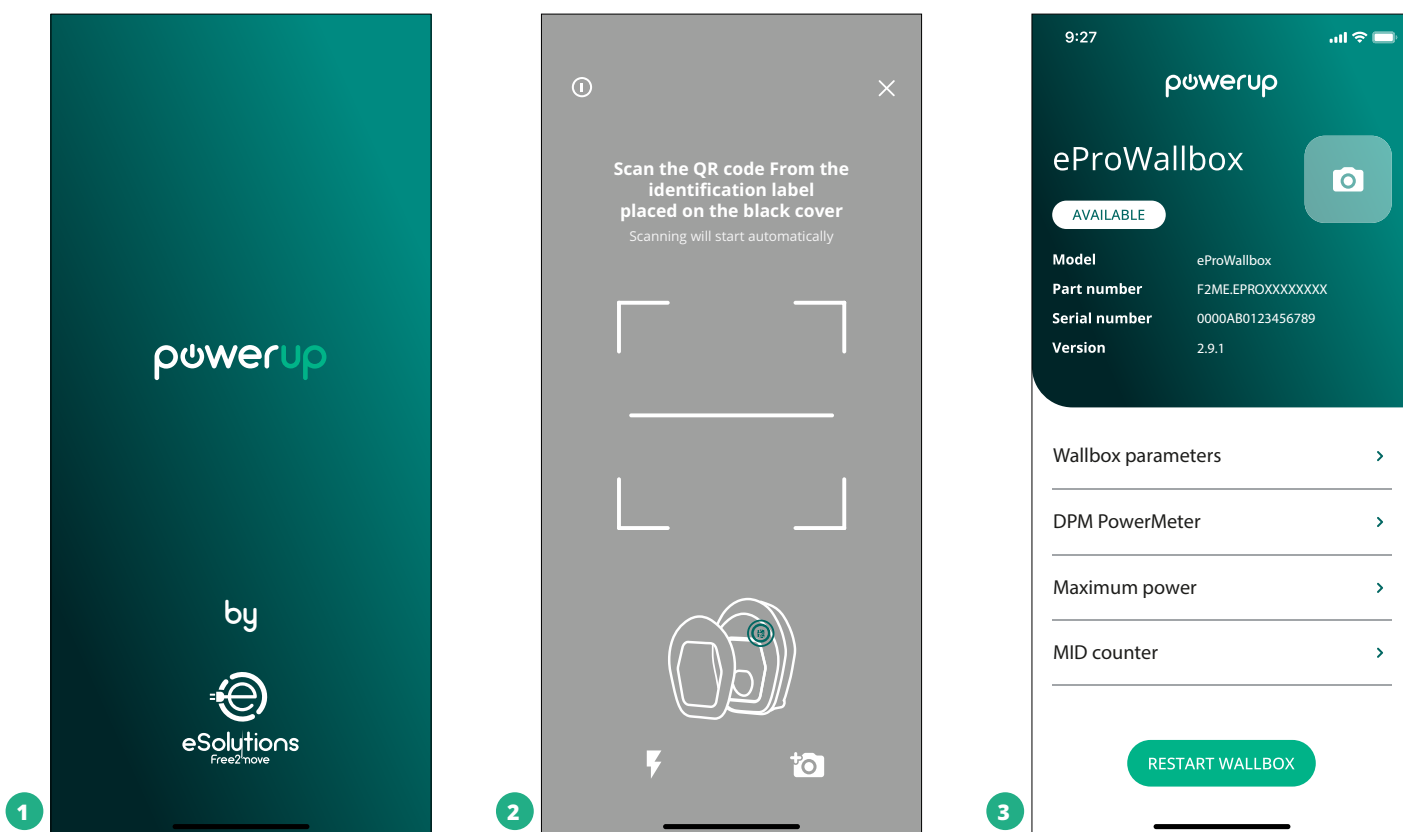 powerup
by
eSolutions
Free2move
1
Scan the QR code From the
identification label
placed on the black cover
Scanning will start automatically
2
9:27
powerup
eProWallbox
AVAILABLE
Model eProWallbox
Part number F2ME.EPROXXXXXXXX
Serial number 0000AB0123456789
Version 2.9.1
Wallbox parameters
DPM PowerMeter
Maximum power
MID counter
RESTART WALLBOX
3